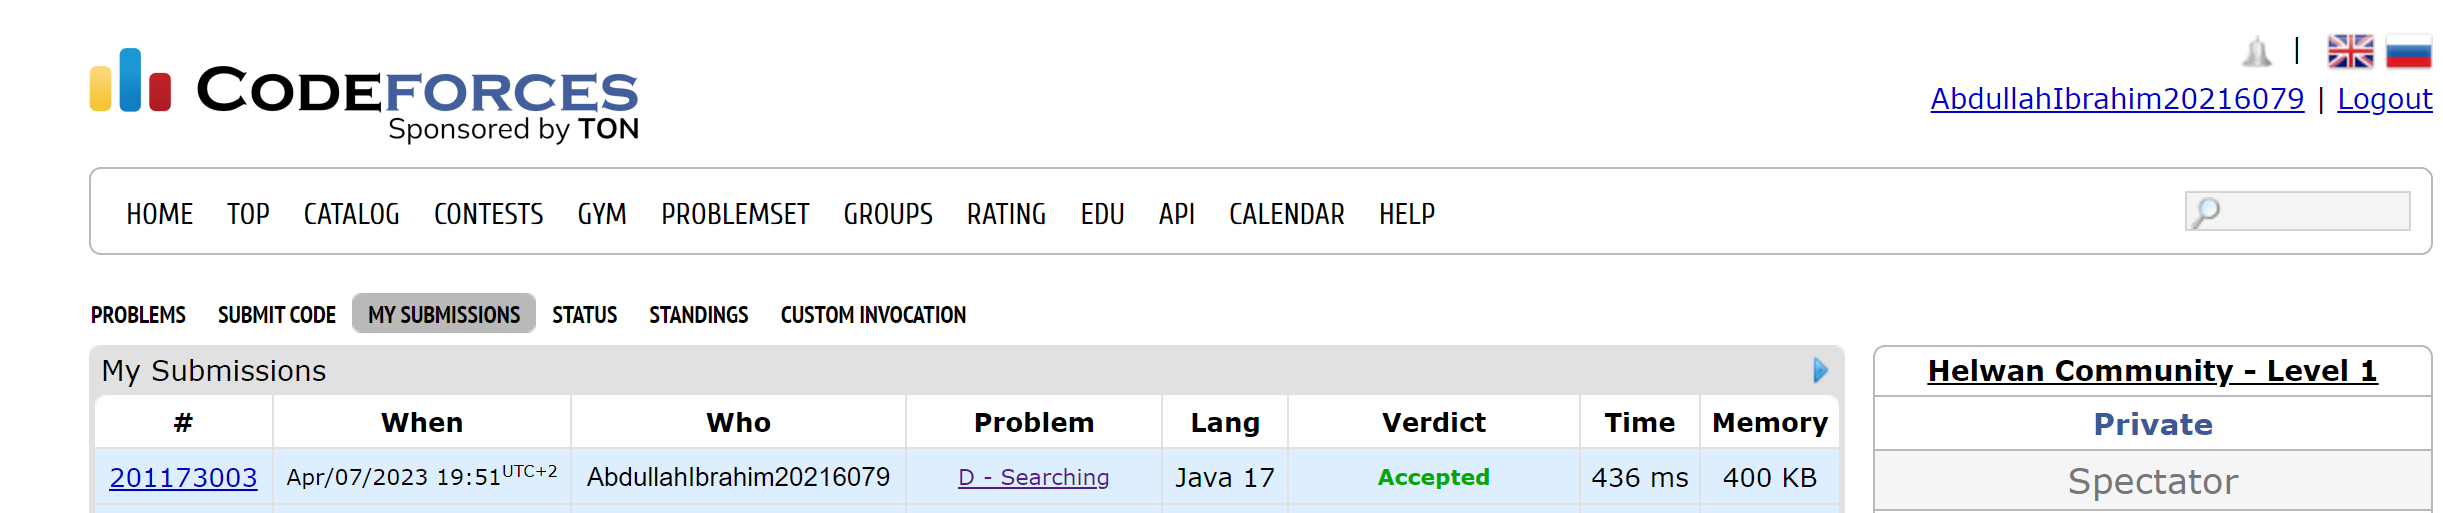 CODEFORCES
Sponsored by TON
|
AbdullahIbrahim20216079 | Logout
HOME TOP CATALOG CONTESTS GYM PROBLEMSET GROUPS RATING EDU API CALENDAR HELP
PROBLEMS SUBMIT CODE MY SUBMISSIONS STATUS STANDINGS CUSTOM INVOCATION
My Submissions
# When Who Problem Lang Verdict Time Memory
201173003 Apr/07/2023 19:51UTC+2 AbdullahIbrahim20216079 D - Searching Java 17 Accepted 436 ms 400 KB
Helwan Community - Level 1
Private
Spectator